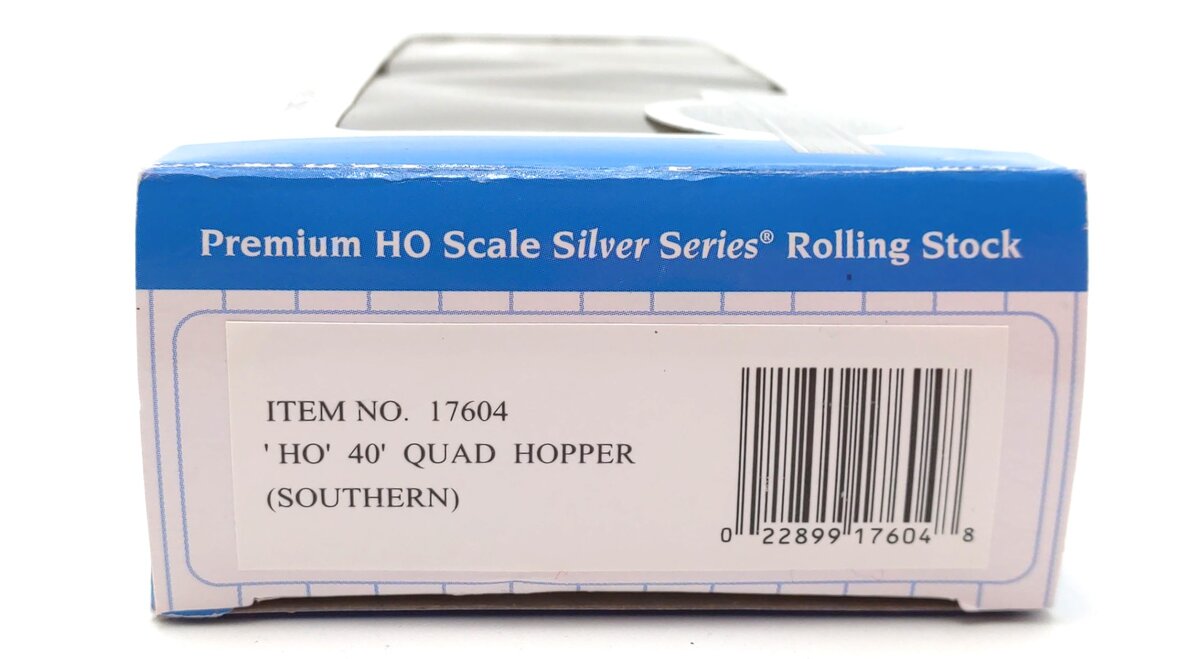 Premium HO Scale Silver Series® Rolling Stock
ITEM NO. 17604
'HO' 40' QUAD HOPPER
(SOUTHERN)
0 22899 17604 8